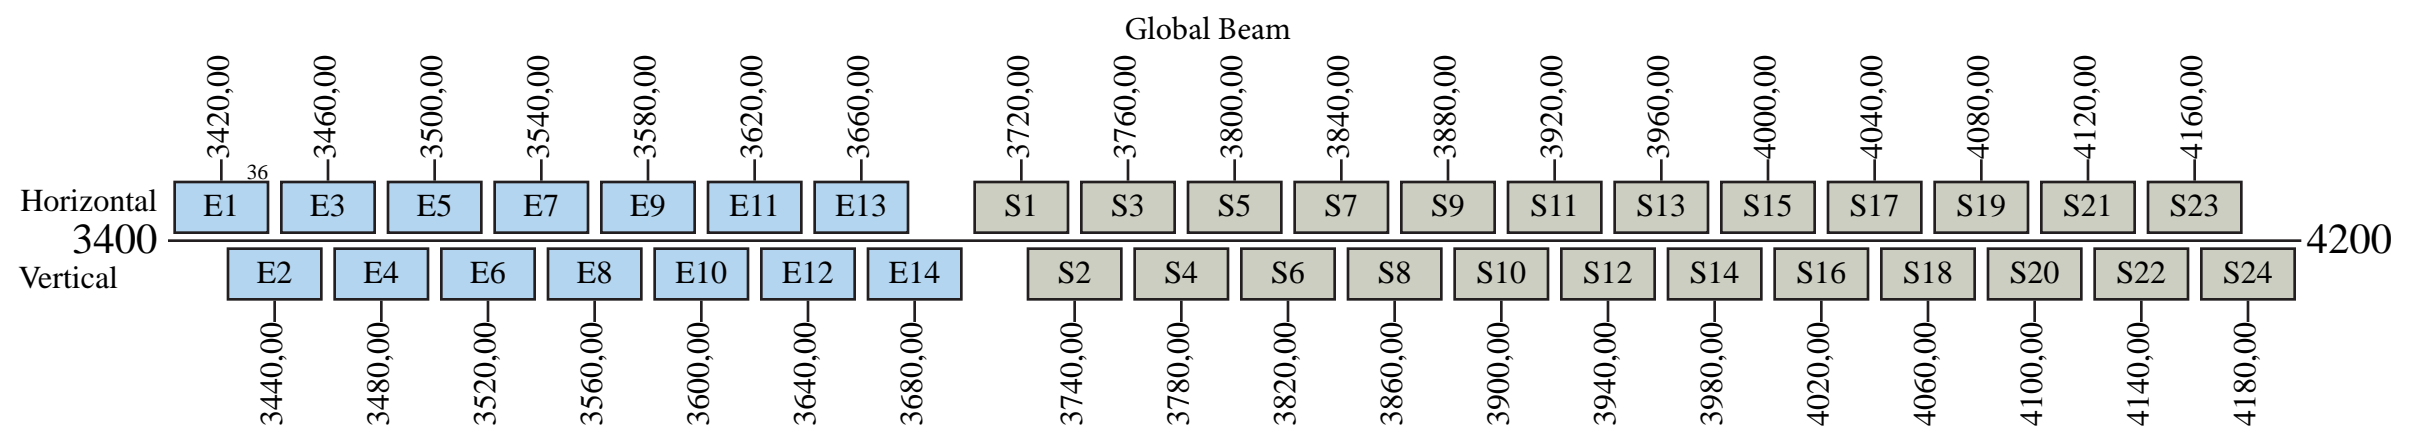 Global Beam
3420,00 3460,00 3500,00 3540,00 3580,00 3620,00 3660,00 3720,00 3760,00 3800,00 3840,00 3880,00 3920,00 3960,00 4000,00 4040,00 4080,00 4120,00 4160,00
36
Horizontal E1 E3 E5 E7 E9 E11 E13 S1 S3 S5 S7 S9 S11 S13 S15 S17 S19 S21 S23
3400 4200
Vertical E2 E4 E6 E8 E10 E12 E14 S2 S4 S6 S8 S10 S12 S14 S16 S18 S20 S22 S24
3440,00 3480,00 3520,00 3560,00 3600,00 3640,00 3680,00 3740,00 3780,00 3820,00 3860,00 3900,00 3940,00 3980,00 4020,00 4060,00 4100,00 4140,00 4180,00